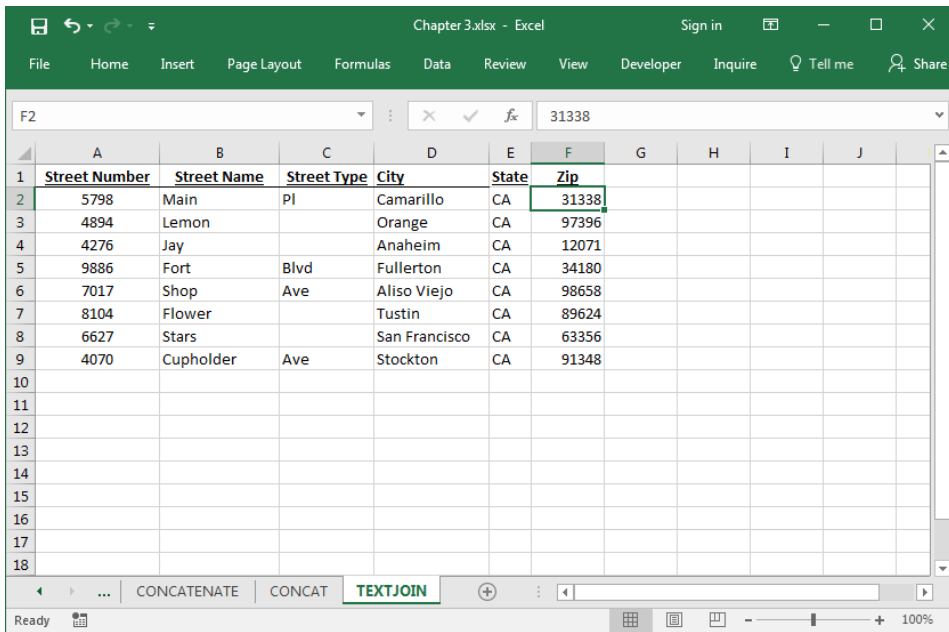 Chapter 3.xlsx - Excel Sign in
File Home Insert Page Layout Formulas Data Review View Developer Inquire Tell me Share
F2 fx 31338
A B C D E F G H I J
1 Street Number Street Name Street Type City State Zip
2 5798 Main Pl Camarillo CA 31338
3 4894 Lemon Orange CA 97396
4 4276 Jay Anaheim CA 12071
5 9886 Fort Blvd Fullerton CA 34180
6 7017 Shop Ave Aliso Viejo CA 98658
7 8104 Flower Tustin CA 89624
8 6627 Stars San Francisco CA 63356
9 4070 Cupholder Ave Stockton CA 91348
10
11
12
13
14
15
16
17
18
... CONCATENATE CONCAT TEXTJOIN
Ready 100%